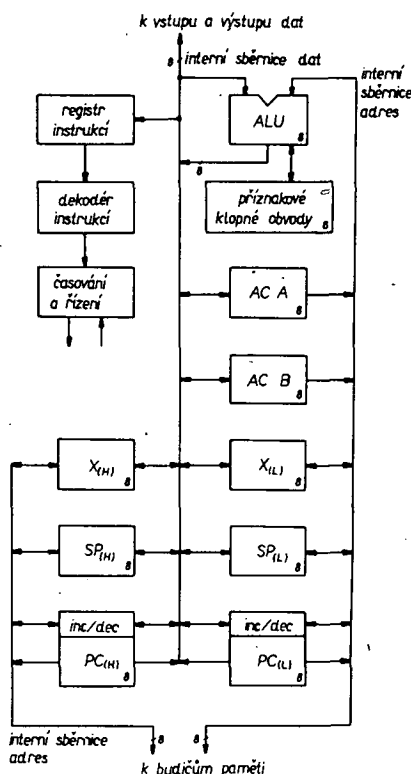 k vstupu a výstupu dat
8
interní sběrnice dat
interní
sběrnice
adres
registr
instrukcí
ALU
8
8
dekodér
instrukcí
příznakové
klopné obvody
8
časování
a řízení
AC A
8
AC B
8
X(H)
8
X(L)
8
SP(H)
8
SP(L)
8
inc/dec
inc/dec
PC(H)
8
PC(L)
8
interní sběrnice
adres
8
8
k budičům paměti